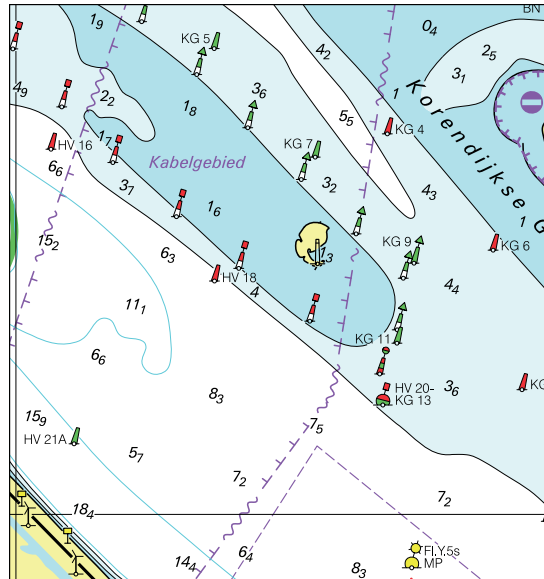 BN
1₉
KG 5
0₄
4₂
2₅
3₁
4₉
2₂
1₈
3₆
5₅
1
Korendijkse G
KG 4
HV 16
1₇
KG 7
Kabelgebied
6₆
3₇
3₂
4₃
1₆
1
15₂
6₃
1₃
KG 9
KG 6
HV 18
4
4₄
11₁
KG 11
6₆
8₃
HV 20-
KG 13
3₆
KG
15₉
HV 21A
7₅
5₇
7₂
7₂
18₄
6₄
14₄
8₃
Fl.Y.5s
MP